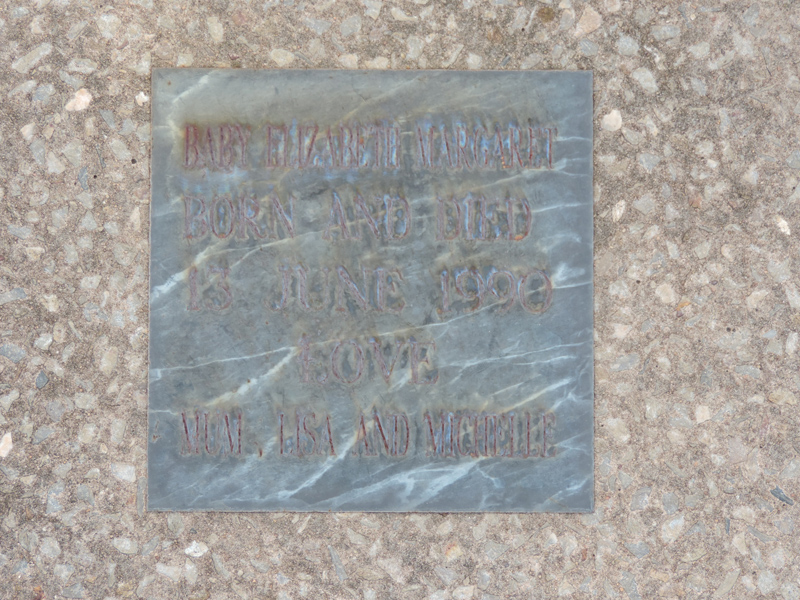 BABY ELIZABETH MARGARET
BORN AND DIED
13 JUNE 1990
LOVE
MUM, LISA AND MICHELLE